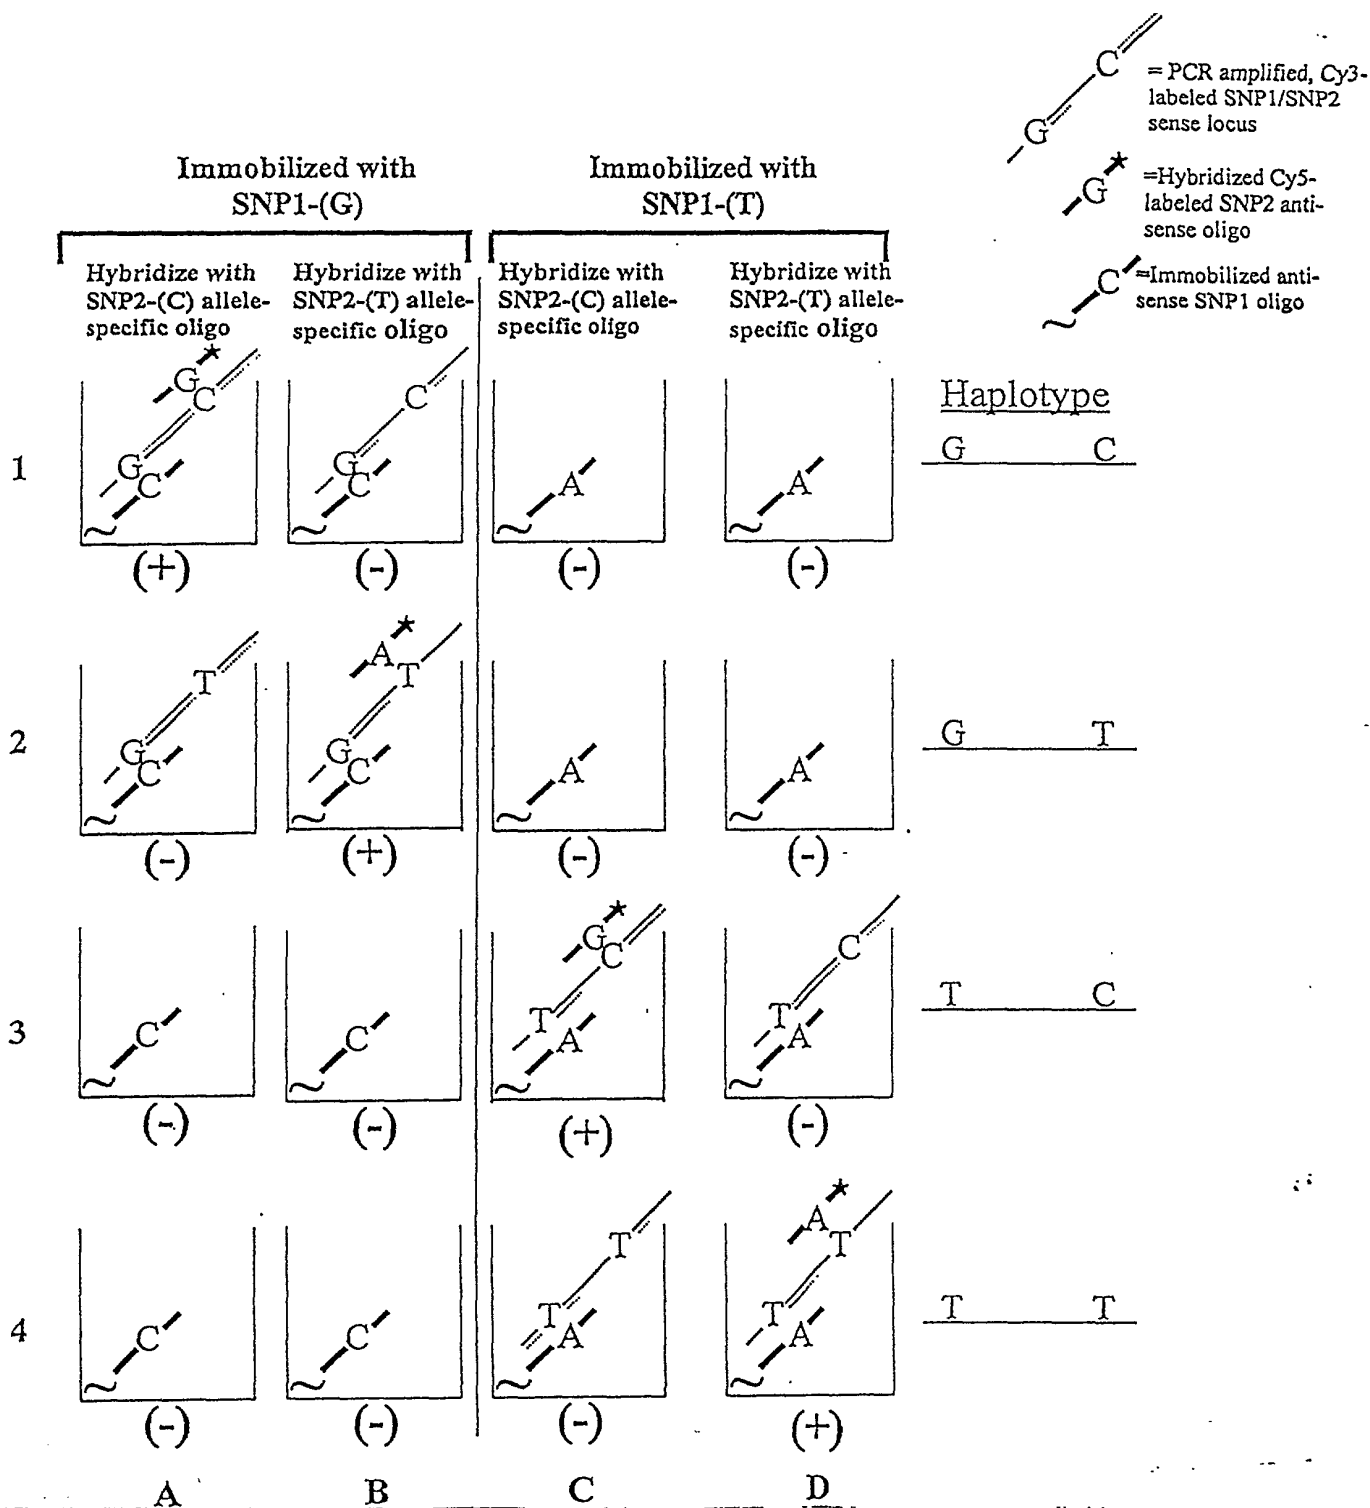 = PCR amplified, Cy3-
labeled SNP1/SNP2
sense locus
C
G
=Hybridized Cy5-
labeled SNP2 anti-
sense oligo
G
=Immobilized anti-
sense SNP1 oligo
C
Immobilized with
SNP1-(G)
Immobilized with
SNP1-(T)
Hybridize with
SNP2-(C) allele-
specific oligo
Hybridize with
SNP2-(T) allele-
specific oligo
Hybridize with
SNP2-(C) allele-
specific oligo
Hybridize with
SNP2-(T) allele-
specific oligo
Haplotype
1
G
C
G
C
(+)
C
G
C
(-)
A
(-)
A
(-)
G C
2
T
G
C
(-)
A
T
G
C
(+)
A
(-)
A
(-)
G T
3
C
(-)
C
(-)
G
C
T
A
(+)
C
T
A
(-)
T C
4
C
(-)
C
(-)
T
T
A
(-)
A
T
T
A
(+)
T T
A B C D